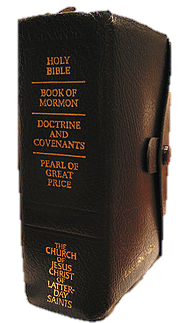 HOLY
BIBLE
BOOK OF
MORMON
DOCTRINE
AND
COVENANTS
PEARL OF
GREAT
PRICE
THE
CHURCH
OF
JESUS
CHRIST
OF
LATTER-
DAY
SAINTS